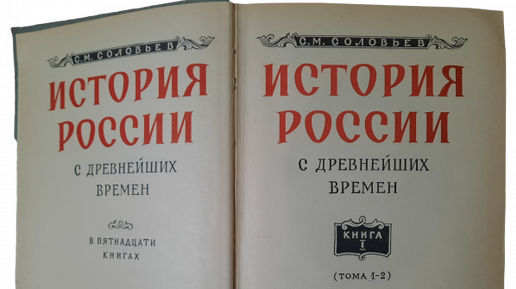 С.М. СОЛОВЬЕВ
ИСТОРИЯ
РОССИИ
С ДРЕВНЕЙШИХ
ВРЕМЕН
В ПЯТНАДЦАТИ
КНИГАХ
С.М. СОЛОВЬЕВ
ИСТОРИЯ
РОССИИ
С ДРЕВНЕЙШИХ
ВРЕМЕН
КНИГА
I
(ТОМА 1-2)